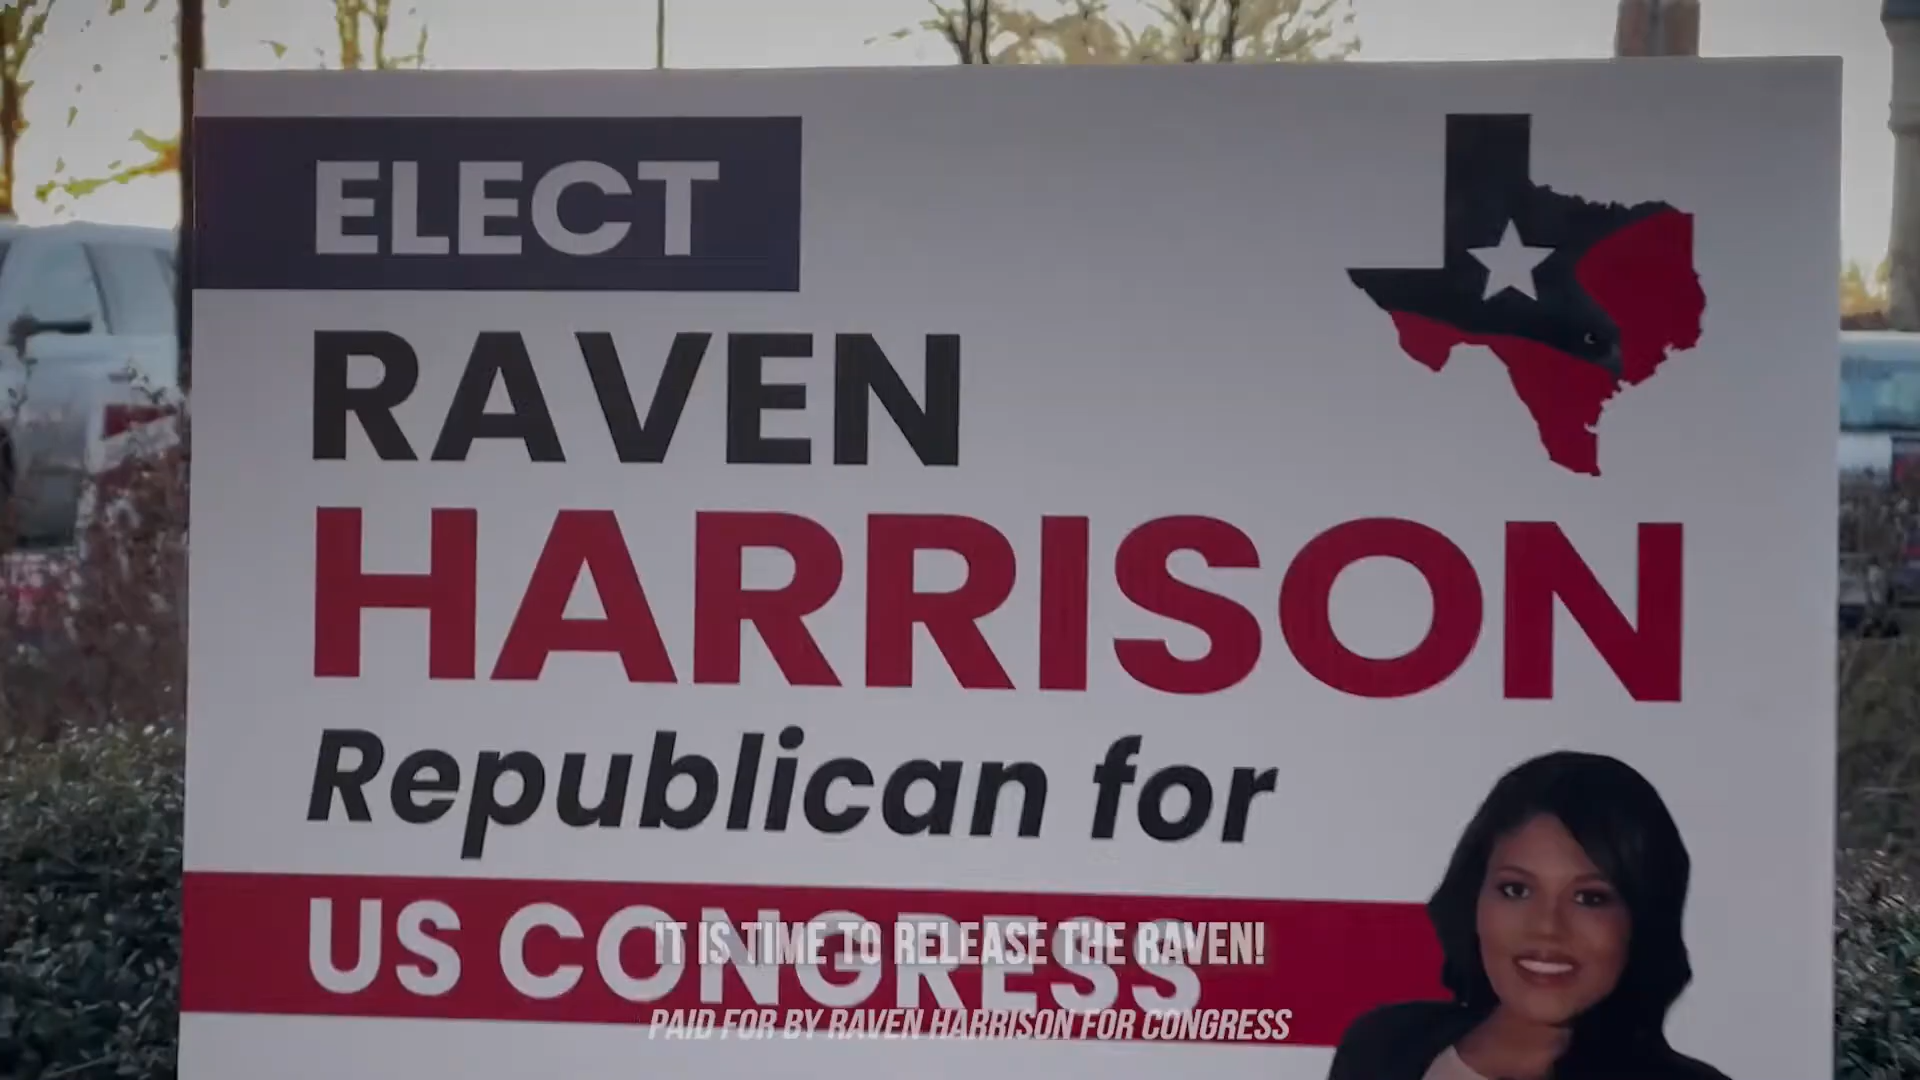 ELECT
RAVEN
HARRISON
Republican for
US CONGRESS
IT IS TIME TO RELEASE THE RAVEN!
PAID FOR BY RAVEN HARRISON FOR CONGRESS